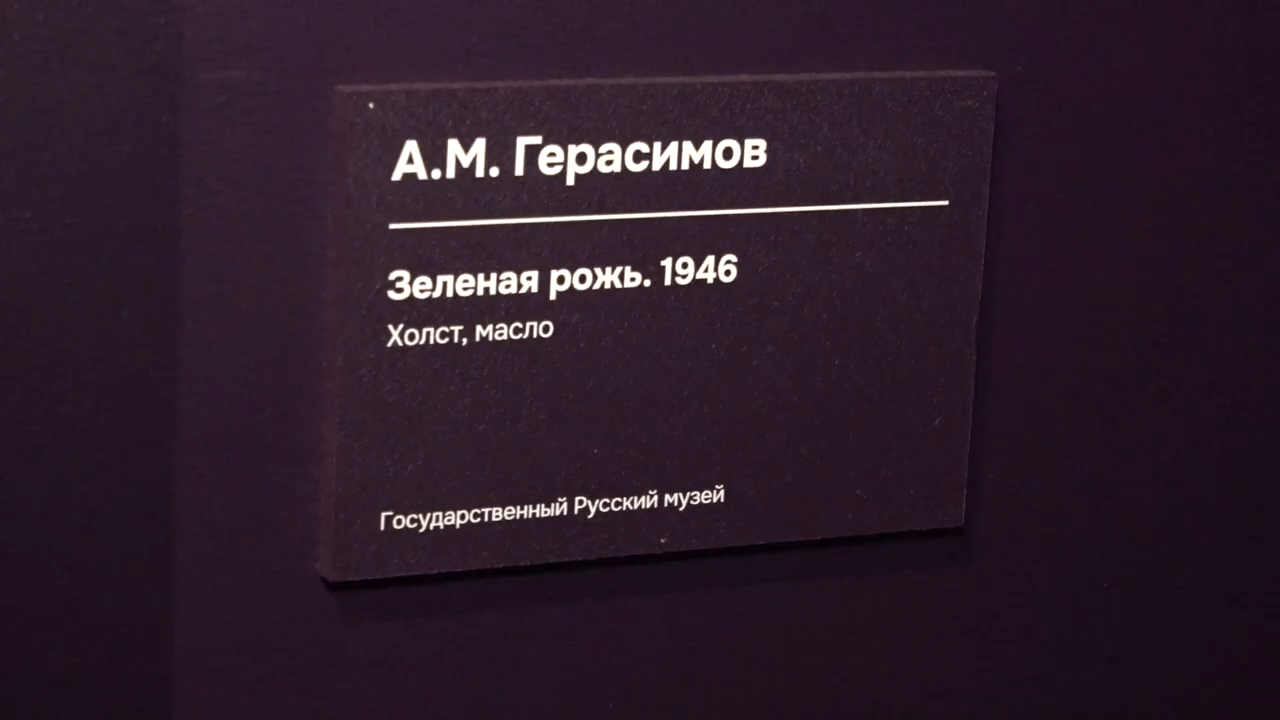 А.М. Герасимов
Зеленая рожь. 1946
Холст, масло
Государственный Русский музей